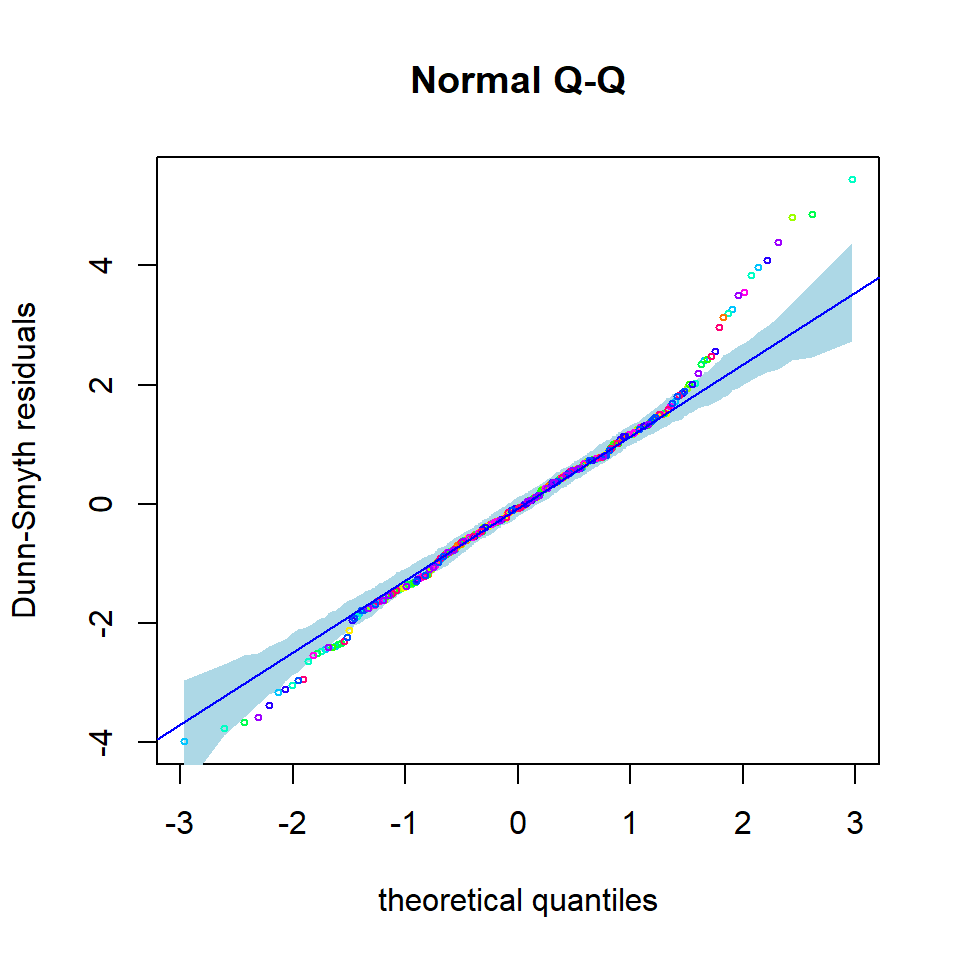 Normal Q-Q
Dunn-Smyth residuals
4
2
0
-2
-4
-3 -2 -1 0 1 2 3
theoretical quantiles